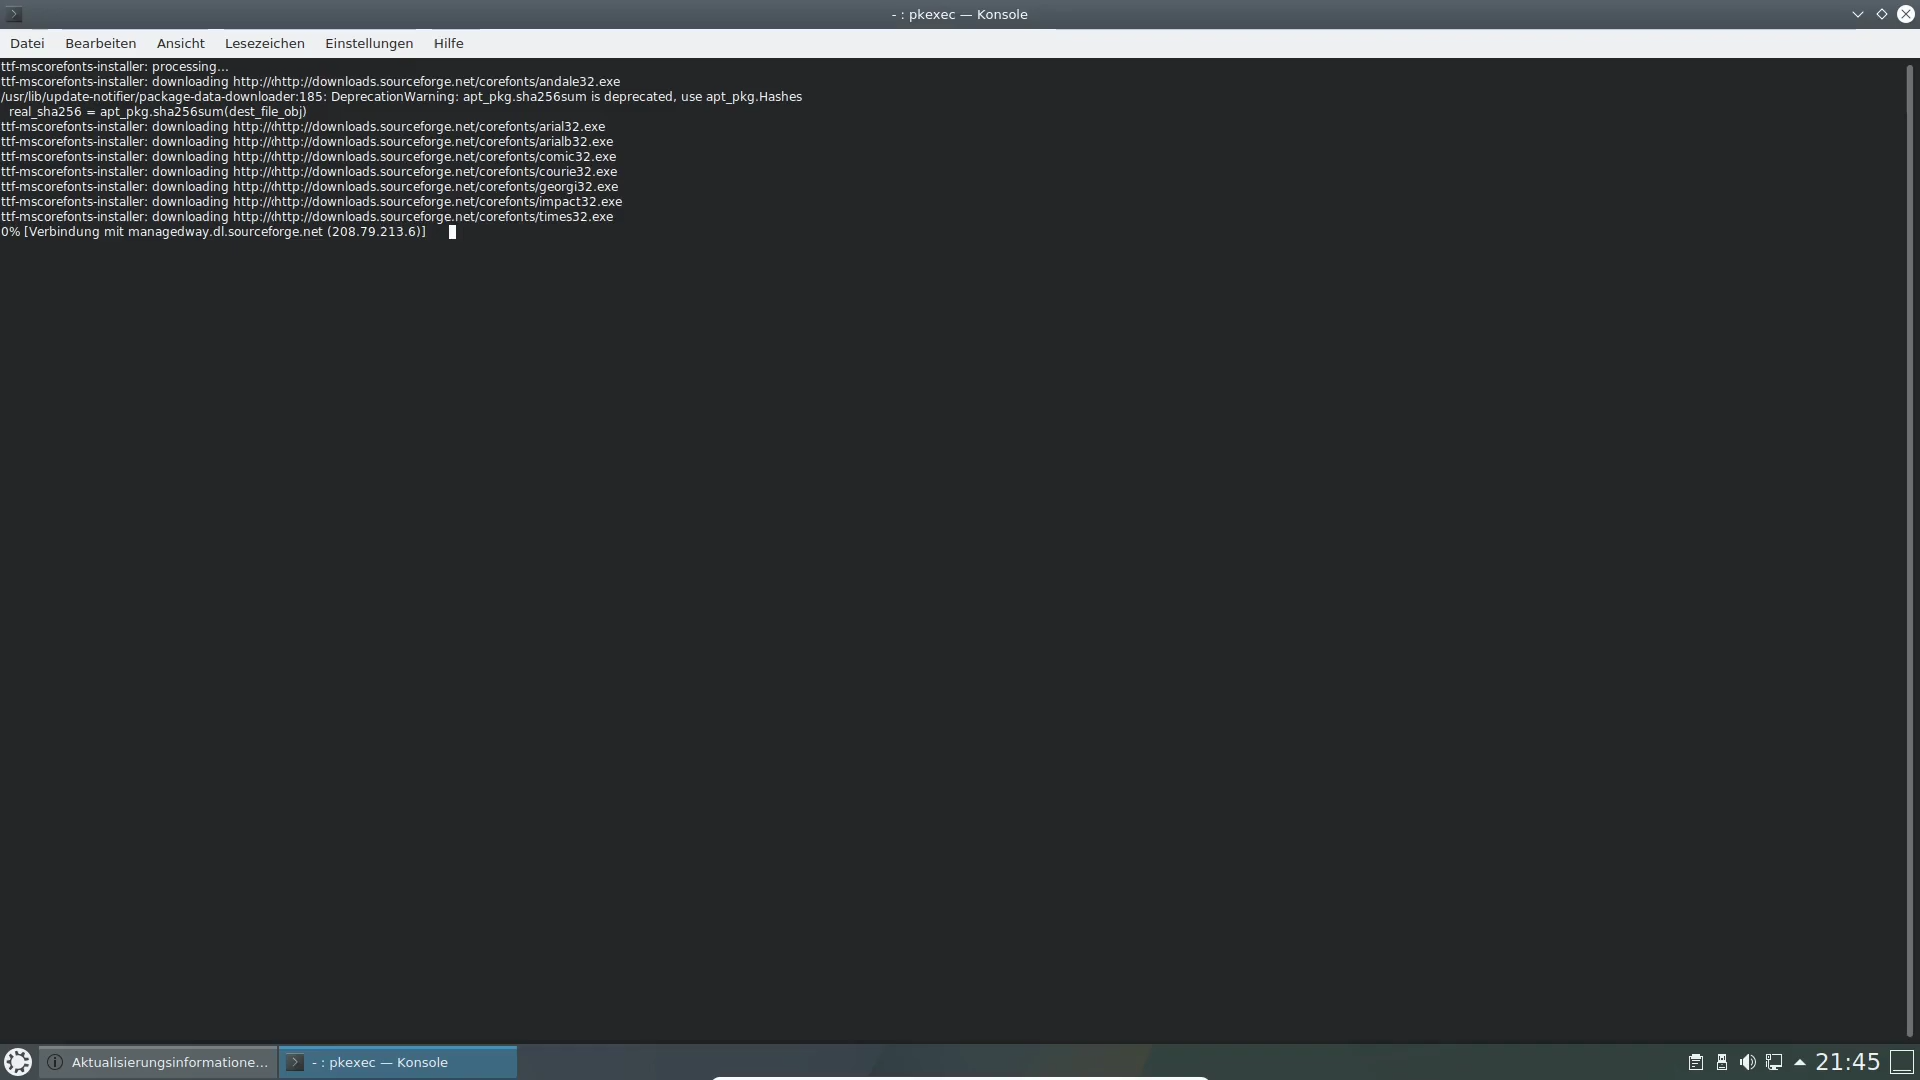 - : pkexec — Konsole
Datei Bearbeiten Ansicht Lesezeichen Einstellungen Hilfe
ttf-mscorefonts-installer: processing...
ttf-mscorefonts-installer: downloading http://http://downloads.sourceforge.net/corefonts/andale32.exe
/usr/lib/update-notifier/package-data-downloader:185: DeprecationWarning: apt_pkg.sha256sum is deprecated, use apt_pkg.Hashes
real_sha256 = apt_pkg.sha256sum(dest_file_obj)
ttf-mscorefonts-installer: downloading http://http://downloads.sourceforge.net/corefonts/arial32.exe
ttf-mscorefonts-installer: downloading http://http://downloads.sourceforge.net/corefonts/arialb32.exe
ttf-mscorefonts-installer: downloading http://http://downloads.sourceforge.net/corefonts/comic32.exe
ttf-mscorefonts-installer: downloading http://http://downloads.sourceforge.net/corefonts/courie32.exe
ttf-mscorefonts-installer: downloading http://http://downloads.sourceforge.net/corefonts/georgi32.exe
ttf-mscorefonts-installer: downloading http://http://downloads.sourceforge.net/corefonts/impact32.exe
ttf-mscorefonts-installer: downloading http://http://downloads.sourceforge.net/corefonts/times32.exe
0% [Verbindung mit managedway.dl.sourceforge.net (208.79.213.6)]
Aktualisierungsinformatione... - : pkexec — Konsole 21:45